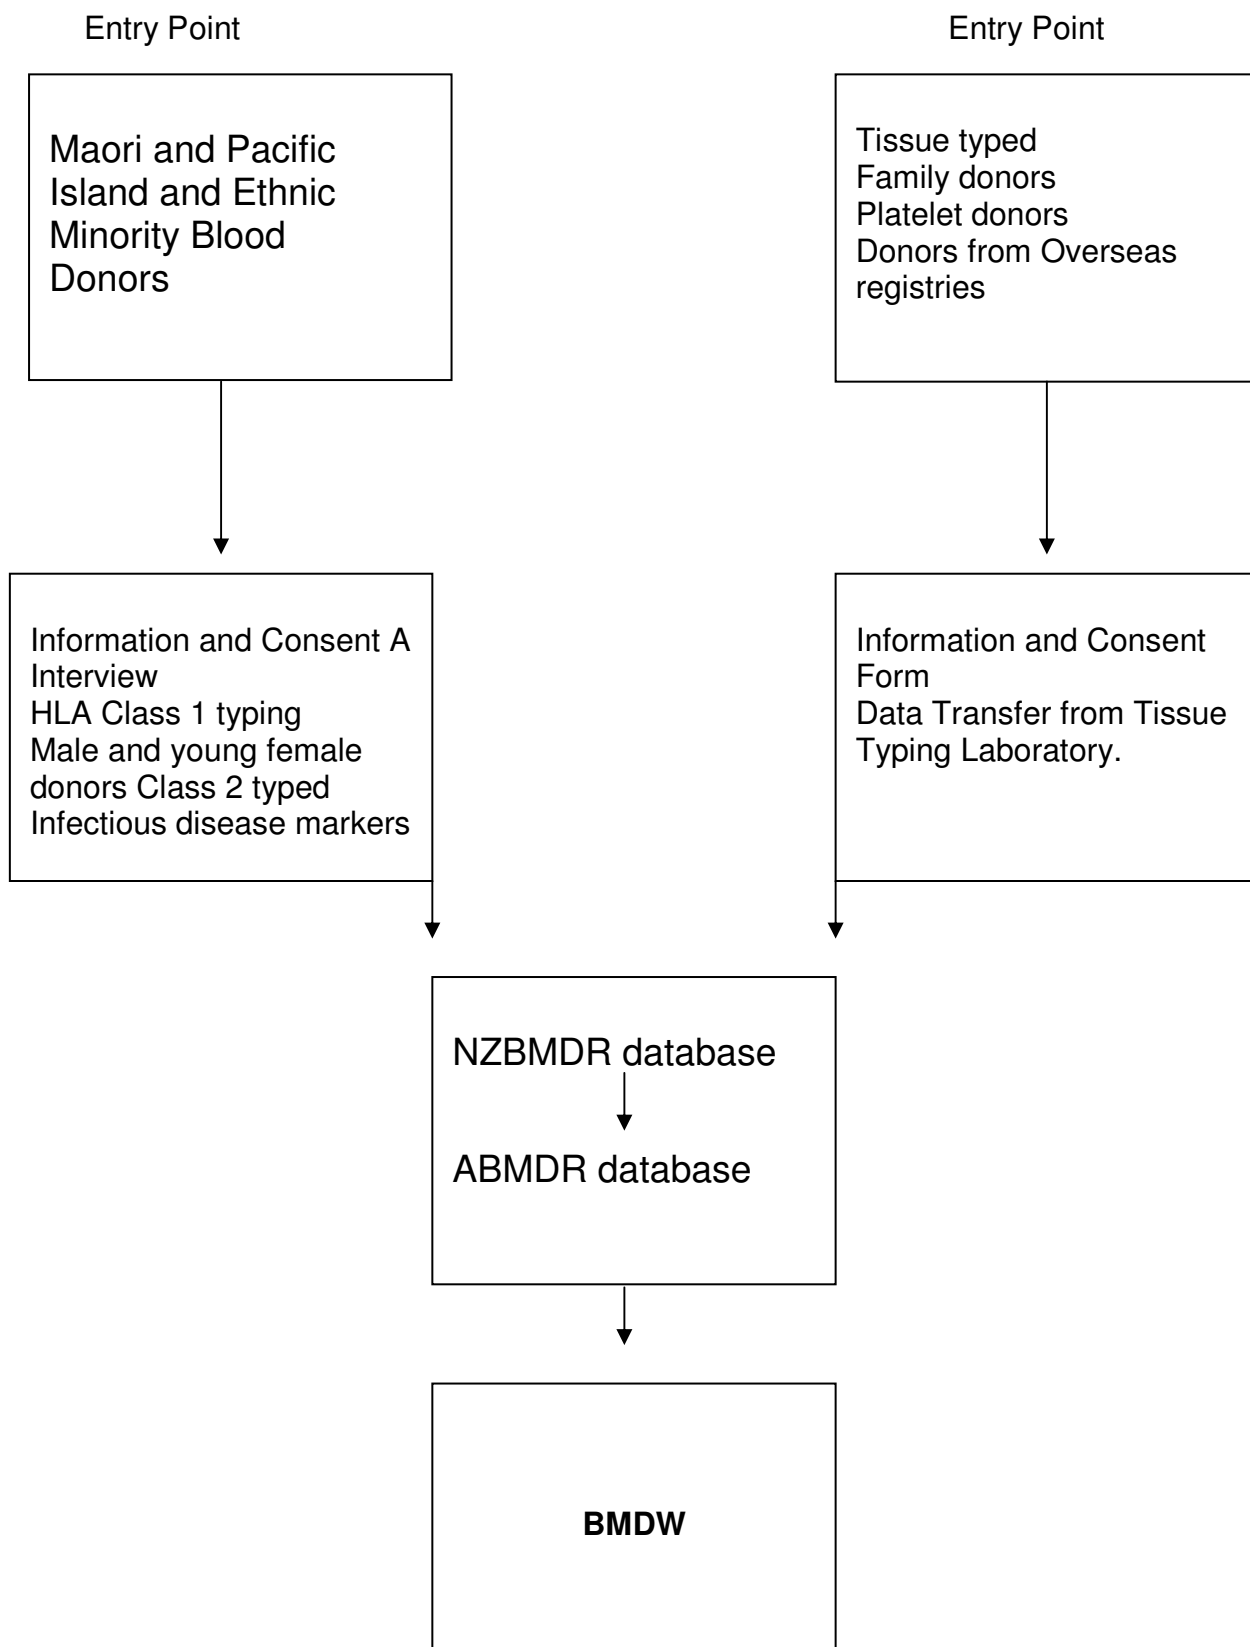 Entry Point
Entry Point
Maori and Pacific
Island and Ethnic
Minority Blood
Donors
Tissue typed
Family donors
Platelet donors
Donors from Overseas
registries
Information and Consent A
Interview
HLA Class 1 typing
Male and young female
donors Class 2 typed
Infectious disease markers
Information and Consent
Form
Data Transfer from Tissue
Typing Laboratory.
NZBMDR database
ABMDR database
BMDW